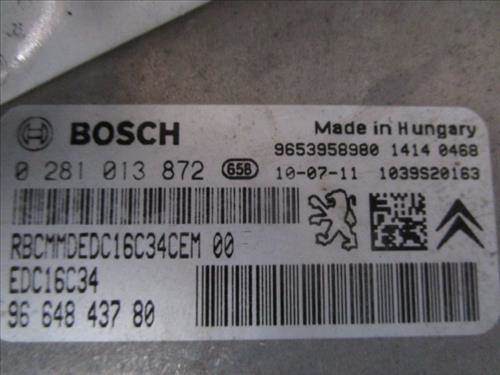 BOSCH
Made in Hungary
9653958980 1414 0468
0 281 013 872 65B 10-07-11 1039S20163
RBCMMDEDC16C34CEM 00
EDC16C34
96 648 437 80